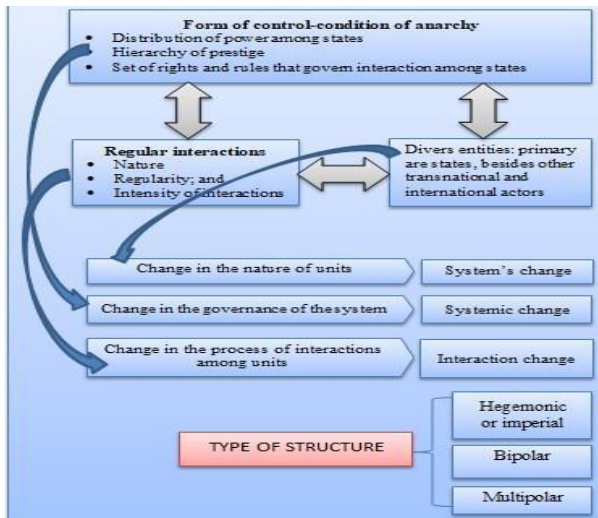 Form of control-condition of anarchy
• Distribution of power among states
• Hierarchy of prestige
• Set of rights and rules that govern interaction among states
Regular interactions
• Nature
• Regularity; and
• Intensity of interactions
Divers entities: primary
are states, besides other
transnational and
international actors
Change in the nature of units
System's change
Change in the governance of the system
Systemic change
Change in the process of interactions
among units
Interaction change
TYPE OF STRUCTURE
Hegemonic
or imperial
Bipolar
Multipolar